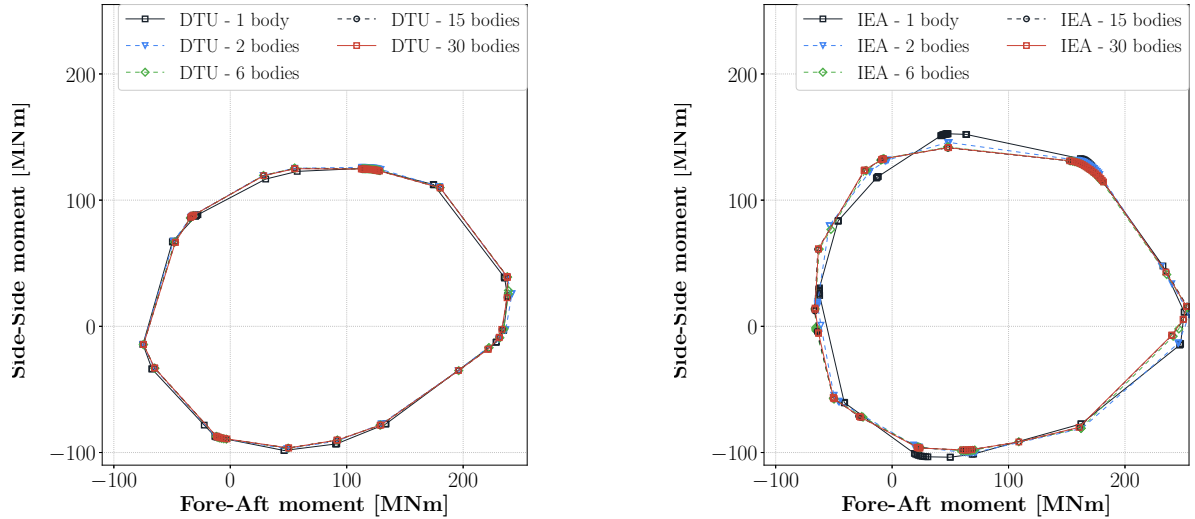 DTU - 1 body
DTU - 2 bodies
DTU - 6 bodies
DTU - 15 bodies
DTU - 30 bodies
200
100
0
−100
−100
0
100
200
Side-Side moment [MNm]
Fore-Aft moment [MNm]
IEA - 1 body
IEA - 2 bodies
IEA - 6 bodies
IEA - 15 bodies
IEA - 30 bodies
200
100
0
−100
−100
0
100
200
Side-Side moment [MNm]
Fore-Aft moment [MNm]